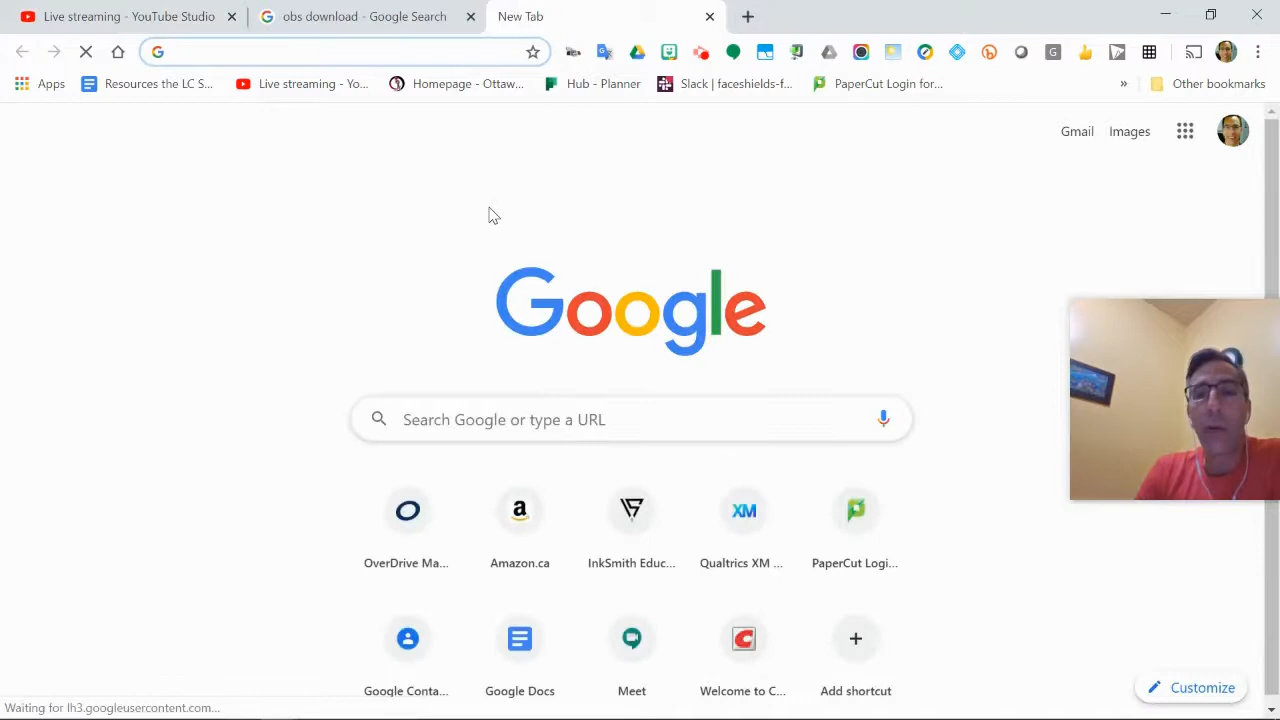 Live streaming - YouTube Studio
obs download - Google Search
New Tab
Apps
Resources the LC S...
Live streaming - Yo...
Homepage - Ottaw...
Hub - Planner
Slack | faceshields-f...
PaperCut Login for...
»
Other bookmarks
Gmail
Images
Google
Search Google or type a URL
OverDrive Ma...
Amazon.ca
InkSmith Educ...
Qualtrics XM ...
PaperCut Logi...
Google Conta...
Google Docs
Meet
Welcome to C...
Add shortcut
Customize
Waiting for lh3.googleusercontent.com...